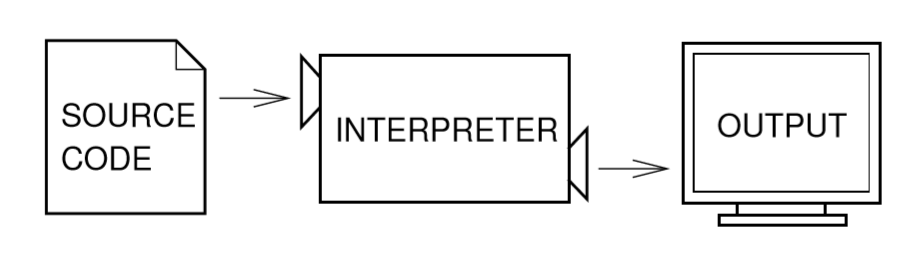 SOURCE
CODE
INTERPRETER
OUTPUT